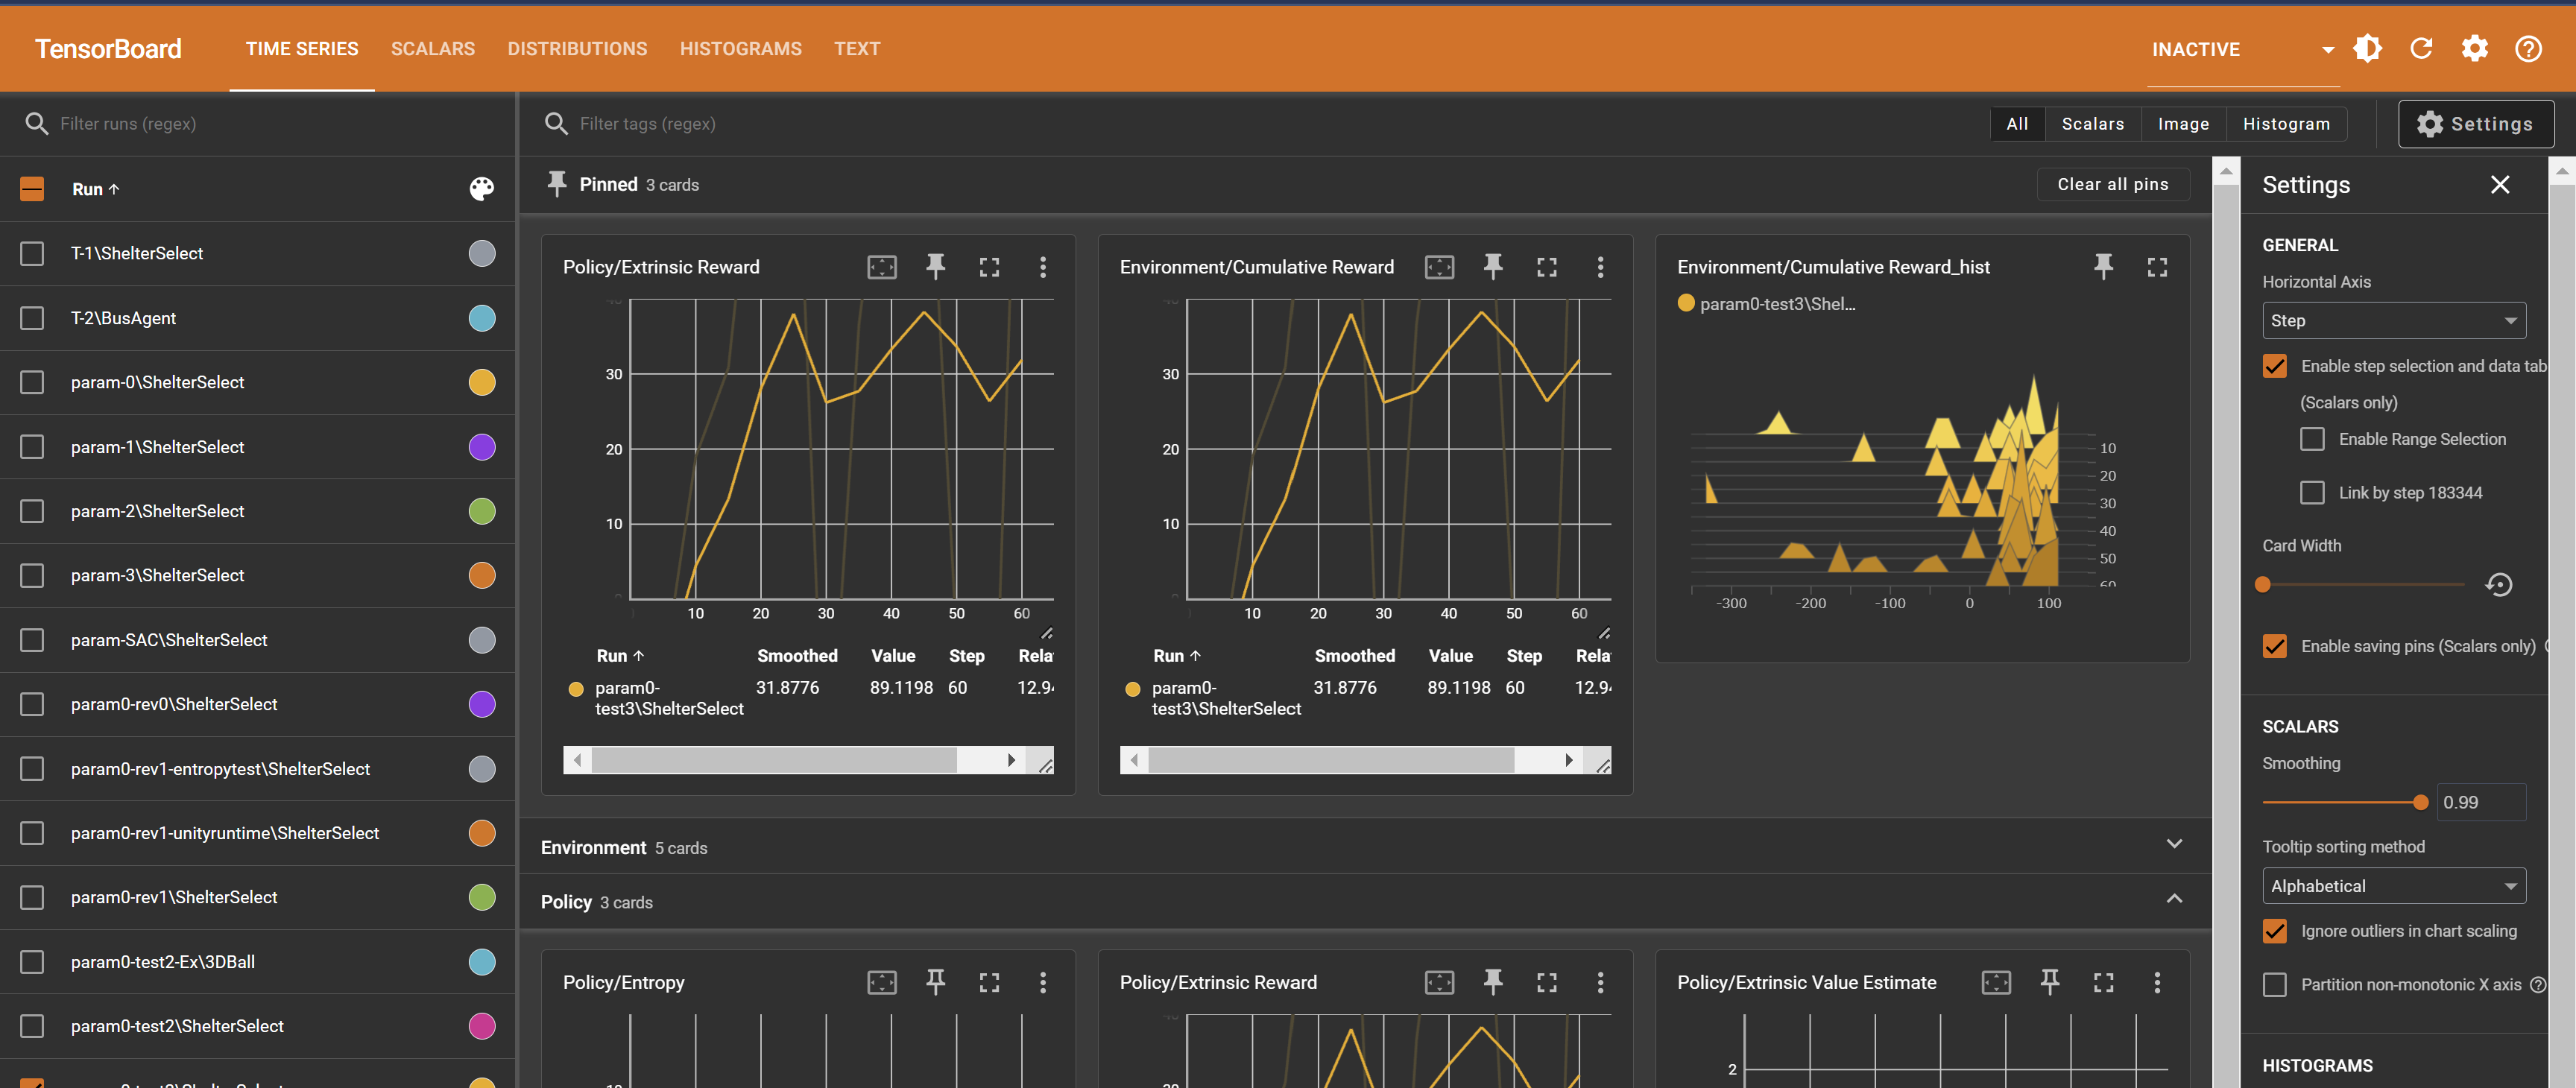 TensorBoard
TIME SERIES
SCALARS
DISTRIBUTIONS
HISTOGRAMS
TEXT
INACTIVE
Filter runs (regex)
Filter tags (regex)
All
Scalars
Image
Histogram
Settings
Run
T-1\ShelterSelect
T-2\BusAgent
param-0\ShelterSelect
param-1\ShelterSelect
param-2\ShelterSelect
param-3\ShelterSelect
param-SAC\ShelterSelect
param0-rev0\ShelterSelect
param0-rev1-entropytest\ShelterSelect
param0-rev1-unityruntime\ShelterSelect
param0-rev1\ShelterSelect
param0-test2-Ex\3DBall
param0-test2\ShelterSelect
Pinned 3 cards
Clear all pins
Policy/Extrinsic Reward
30
20
10
10 20 30 40 50 60
Run Smoothed Value Step Rela
param0-
test3\ShelterSelect
31.8776 89.1198 60 12.9
Environment/Cumulative Reward
30
20
10
10 20 30 40 50 60
Run Smoothed Value Step Rela
param0-
test3\ShelterSelect
31.8776 89.1198 60 12.9
Environment/Cumulative Reward_hist
param0-test3\Shel...
10
20
30
40
50
60
-300 -200 -100 0 100
Environment 5 cards
Policy 3 cards
Policy/Entropy
Policy/Extrinsic Reward
Policy/Extrinsic Value Estimate
2
Settings
GENERAL
Horizontal Axis
Step
Enable step selection and data tab
(Scalars only)
Enable Range Selection
Link by step 183344
Card Width
Enable saving pins (Scalars only)
SCALARS
Smoothing
0.99
Tooltip sorting method
Alphabetical
Ignore outliers in chart scaling
Partition non-monotonic X axis
HISTOGRAMS